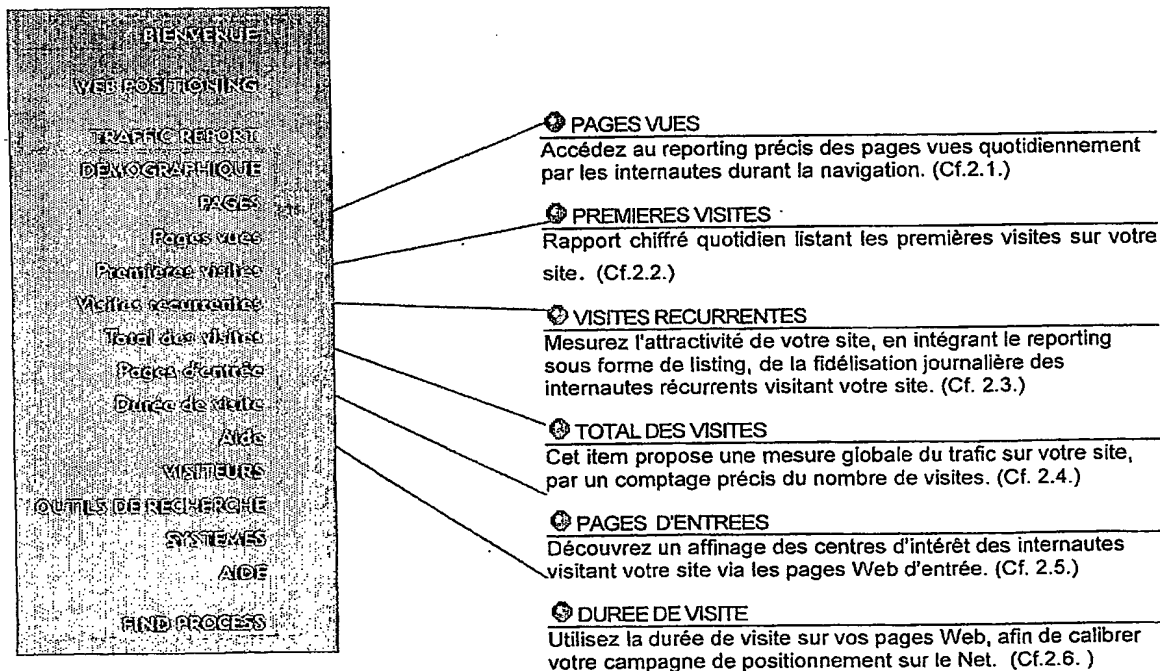 BIENVENUE
WEB POSITIONING
TRAFFIC REPORT
DÉMOGRAPHIQUE
PAGES
Pages vues
Premières visites
Visites récurrentes
Total des visites
Pages d'entrée
Durée de visite
Aide
VISITEURS
OUTILS DE RECHERCHE
SYSTÈMES
AIDE
FIND PROCESS
PAGES VUES
Accédez au reporting précis des pages vues quotidiennement
par les internautes durant la navigation. (Cf.2.1.)
PREMIERES VISITES
Rapport chiffré quotidien listant les premières visites sur votre
site. (Cf.2.2.)
VISITES RECURRENTES
Mesurez l'attractivité de votre site, en intégrant le reporting
sous forme de listing, de la fidélisation journalière des
internautes récurrents visitant votre site. (Cf. 2.3.)
TOTAL DES VISITES
Cet item propose une mesure globale du trafic sur votre site,
par un comptage précis du nombre de visites. (Cf. 2.4.)
PAGES D'ENTREES
Découvrez un affinage des centres d'intérêt des internautes
visitant votre site via les pages Web d'entrée. (Cf. 2.5.)
DUREE DE VISITE
Utilisez la durée de visite sur vos pages Web, afin de calibrer
votre campagne de positionnement sur le Net. (Cf.2.6. )